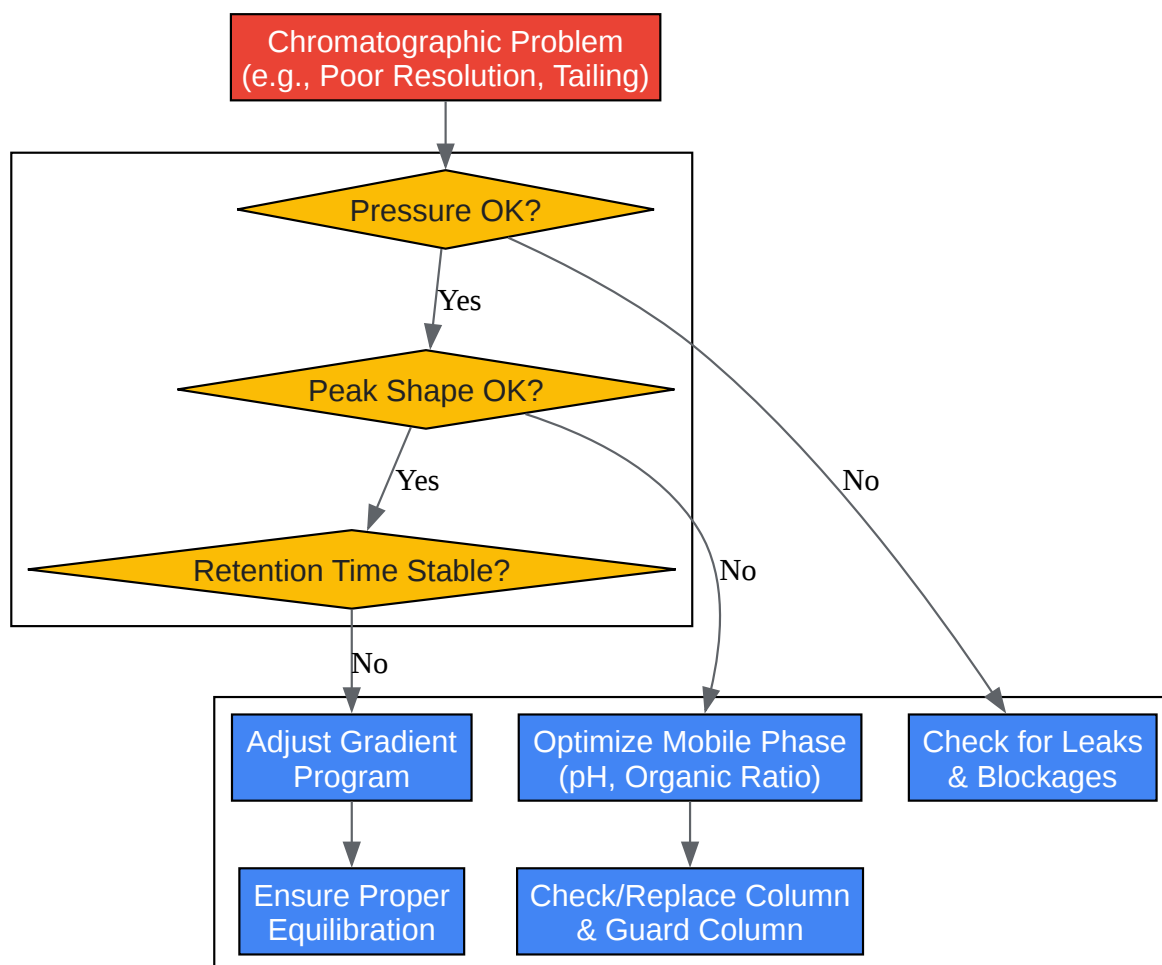 Chromatographic Problem
(e.g., Poor Resolution, Tailing)
Pressure OK?
Yes
Peak Shape OK?
Yes
No
Retention Time Stable?
No
No
Adjust Gradient
Program
Optimize Mobile Phase
(pH, Organic Ratio)
Check for Leaks
& Blockages
Ensure Proper
Equilibration
Check/Replace Column
& Guard Column